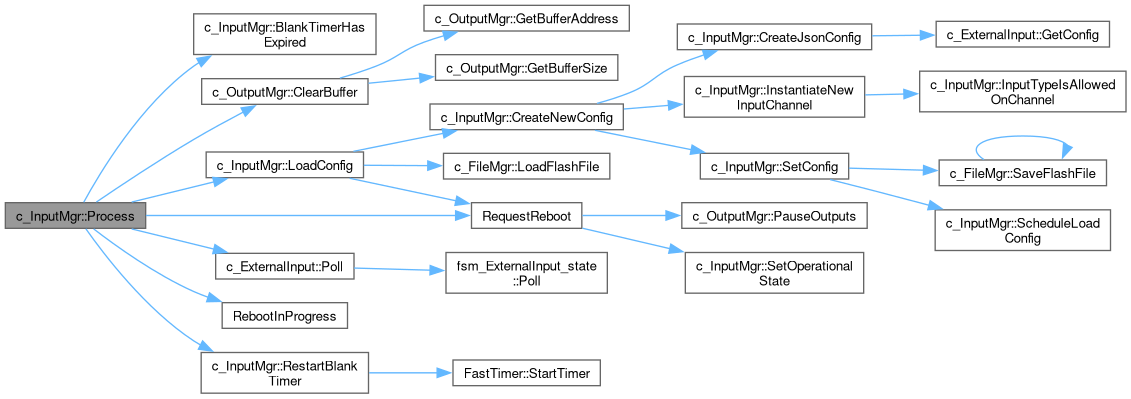 c_InputMgr::Process
c_InputMgr::BlankTimerHas
Expired
c_OutputMgr::ClearBuffer
c_InputMgr::LoadConfig
c_ExternalInput::Poll
RebootInProgress
c_InputMgr::RestartBlank
Timer
c_OutputMgr::GetBufferAddress
c_OutputMgr::GetBufferSize
c_InputMgr::CreateNewConfig
c_FileMgr::LoadFlashFile
RequestReboot
fsm_ExternalInput_state
::Poll
FastTimer::StartTimer
c_InputMgr::CreateJsonConfig
c_InputMgr::InstantiateNew
InputChannel
c_InputMgr::SetConfig
c_OutputMgr::PauseOutputs
c_InputMgr::SetOperational
State
c_ExternalInput::GetConfig
c_InputMgr::InputTypeIsAllowed
OnChannel
c_FileMgr::SaveFlashFile
c_InputMgr::ScheduleLoad
Config